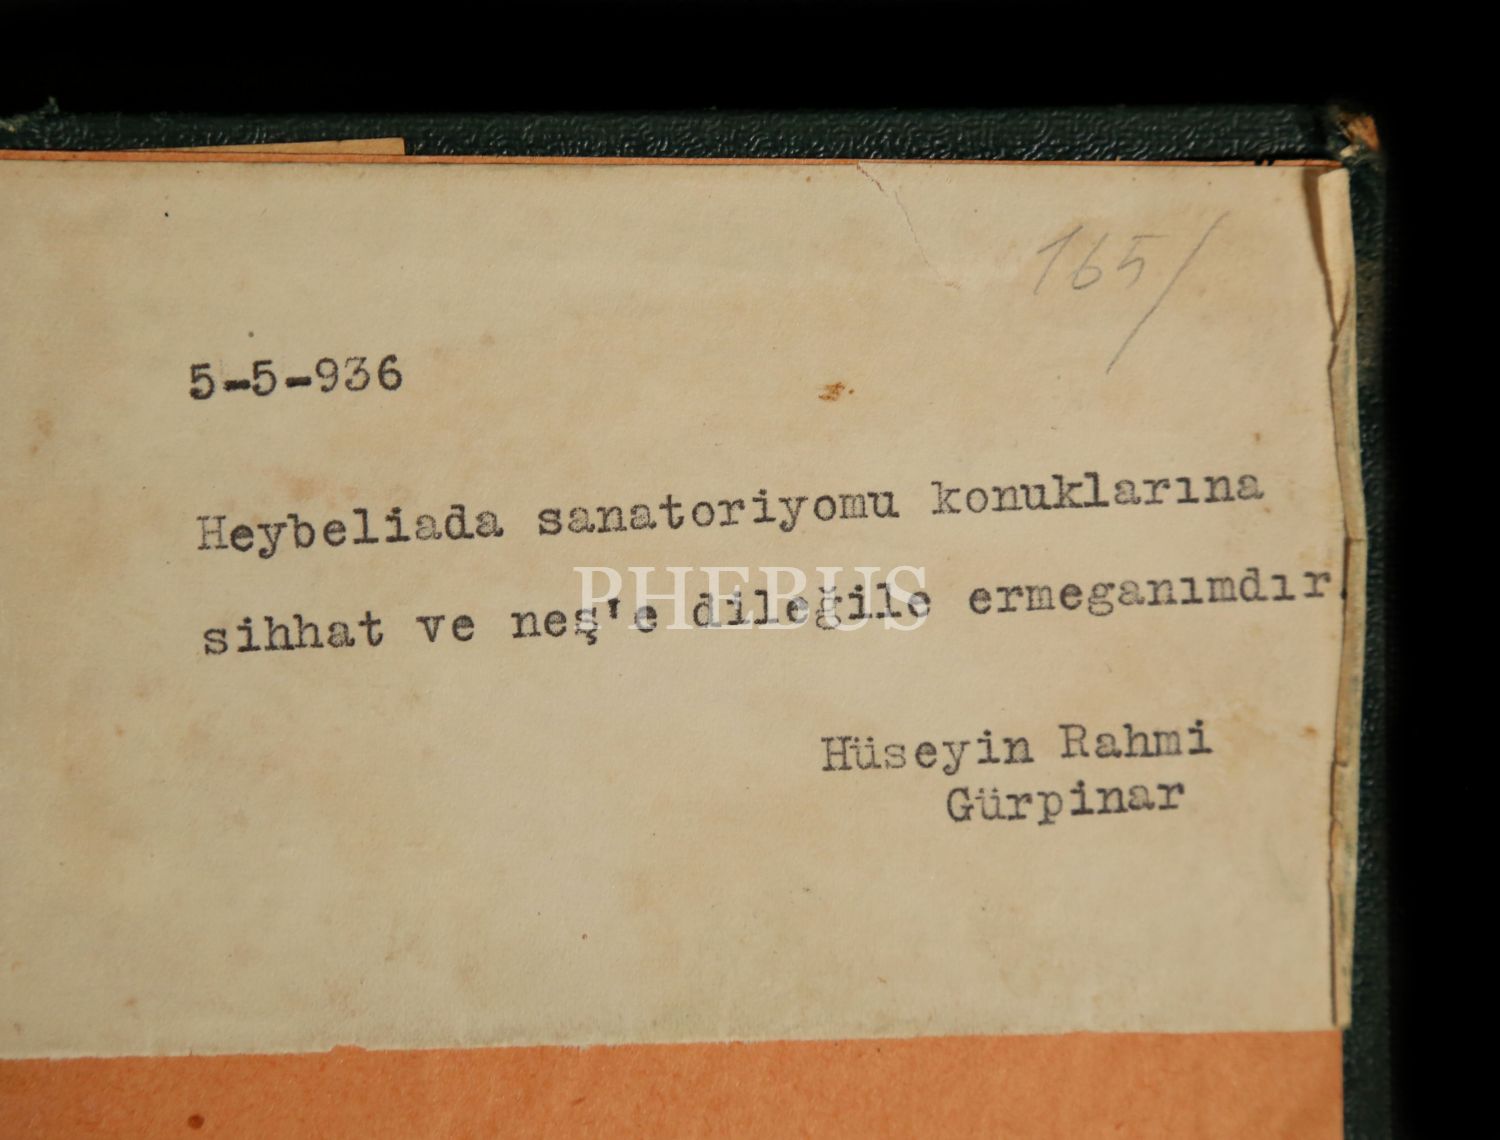 165/
5-5-936
Heybeliada sanatoriyomu konuklarına
sihhat ve neş'e dileğile ermeganımdır.
PHEBUS
Hüseyin Rahmi
Gürpinar